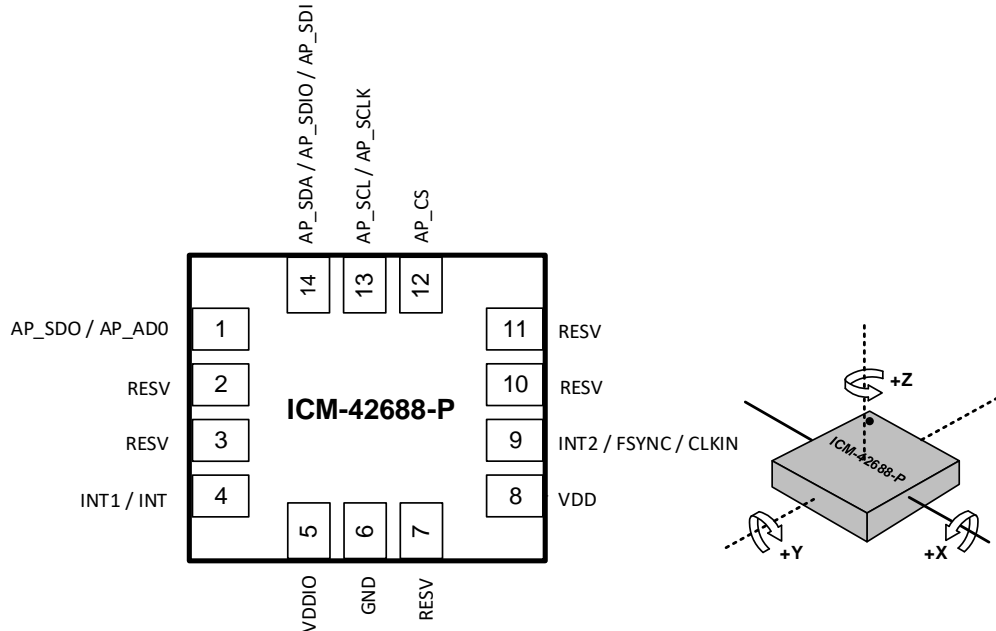 AP_SDA / AP_SDIO / AP_SDI
AP_SCL / AP_SCLK
AP_CS
14
13
12
AP_SDO / AP_AD0
1
11
RESV
RESV
2
10
RESV
ICM-42688-P
RESV
3
9
INT2 / FSYNC / CLKIN
INT1 / INT
4
8
VDD
5
6
7
VDDIO
GND
RESV
+Z
ICM-42688-P
+Y
+X